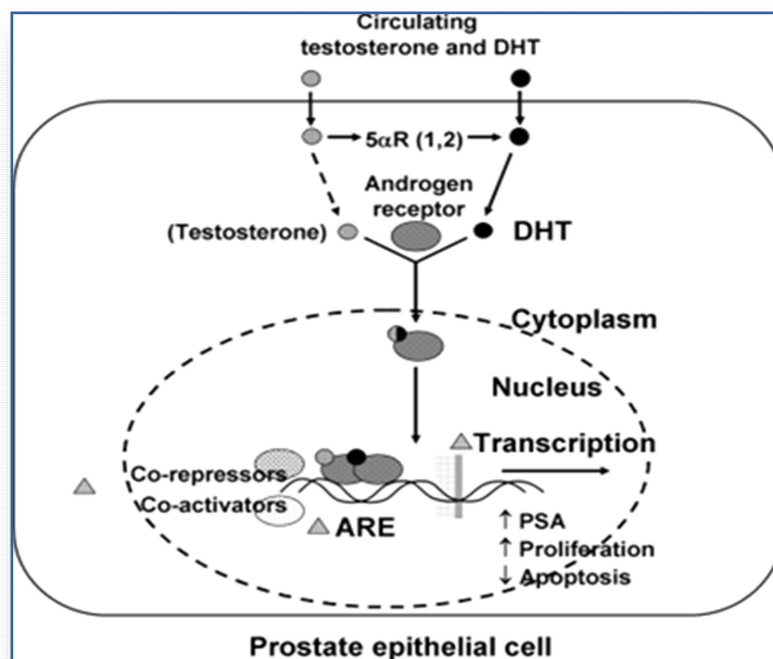 Circulating
testosterone and DHT
5αR (1,2)
Androgen
receptor
(Testosterone)
DHT
Cytoplasm
Nucleus
Transcription
Co-repressors
Co-activators
ARE
↑ PSA
↑ Proliferation
↓ Apoptosis
Prostate epithelial cell